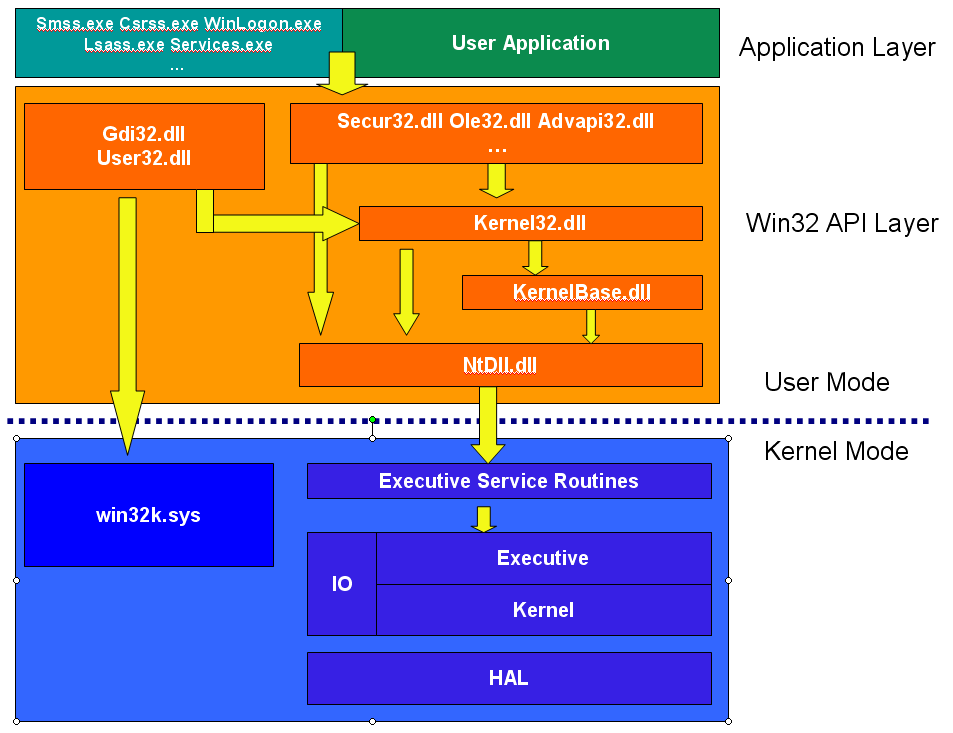 Smss.exe Csrss.exe WinLogon.exe
Lsass.exe Services.exe
...
User Application
Application Layer
Gdi32.dll
User32.dll
Secur32.dll Ole32.dll Advapi32.dll
...
Kernel32.dll
Win32 API Layer
KernelBase.dll
NtDll.dll
User Mode
Kernel Mode
Executive Service Routines
win32k.sys
IO
Executive
Kernel
HAL